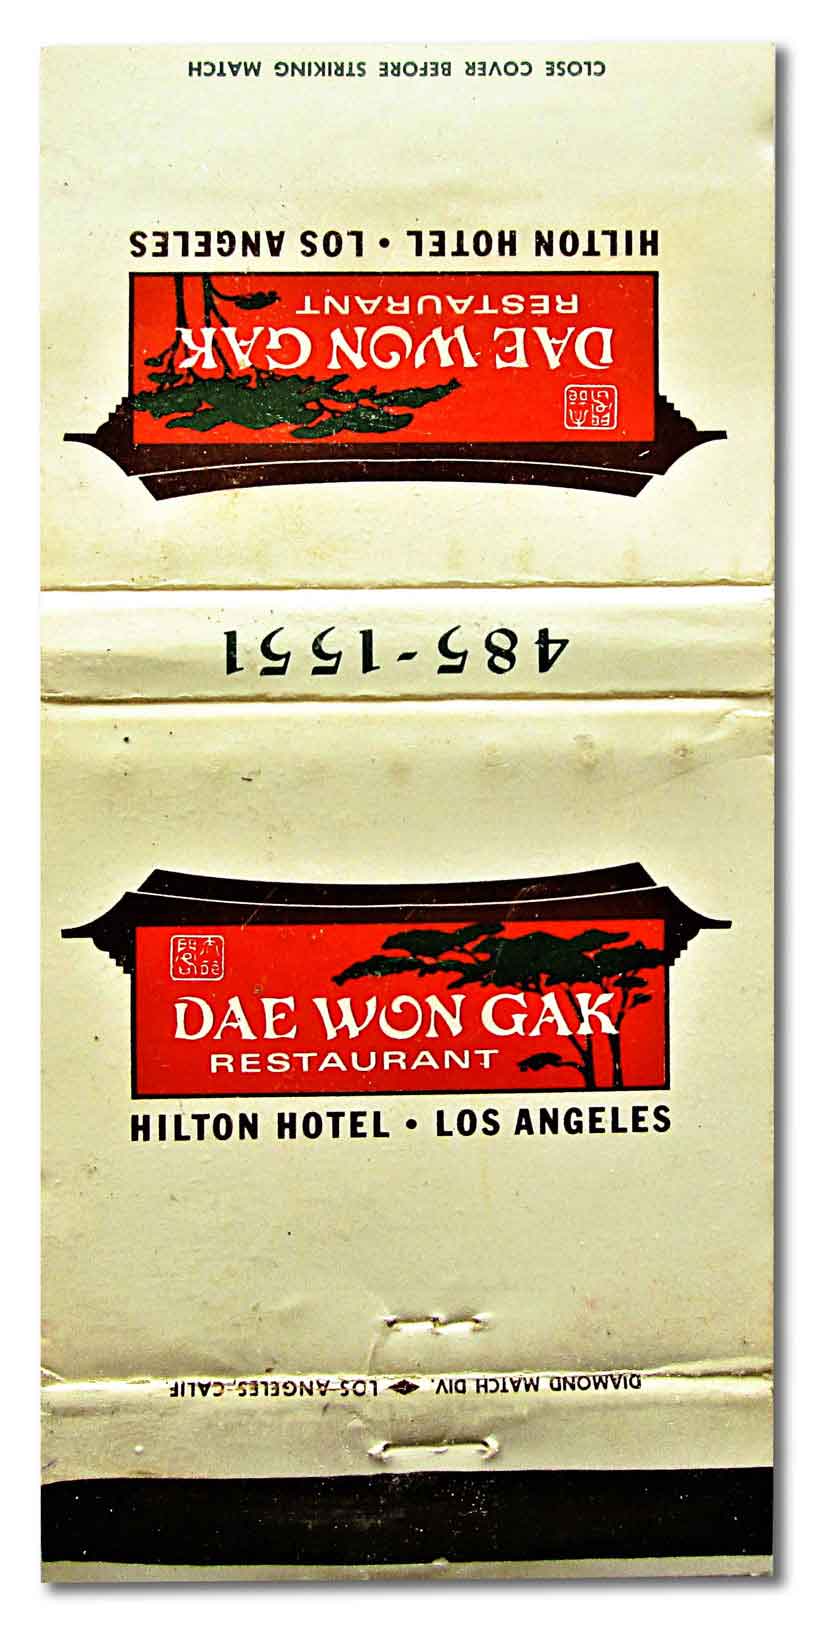 CLOSE COVER BEFORE STRIKING MATCH
HILTON HOTEL • LOS ANGELES
RESTAURANT
DAE WON GAK
485-1551
DAE WON GAK
RESTAURANT
HILTON HOTEL • LOS ANGELES
DIAMOND MATCH DIV. LOS ANGELES, CALIF.